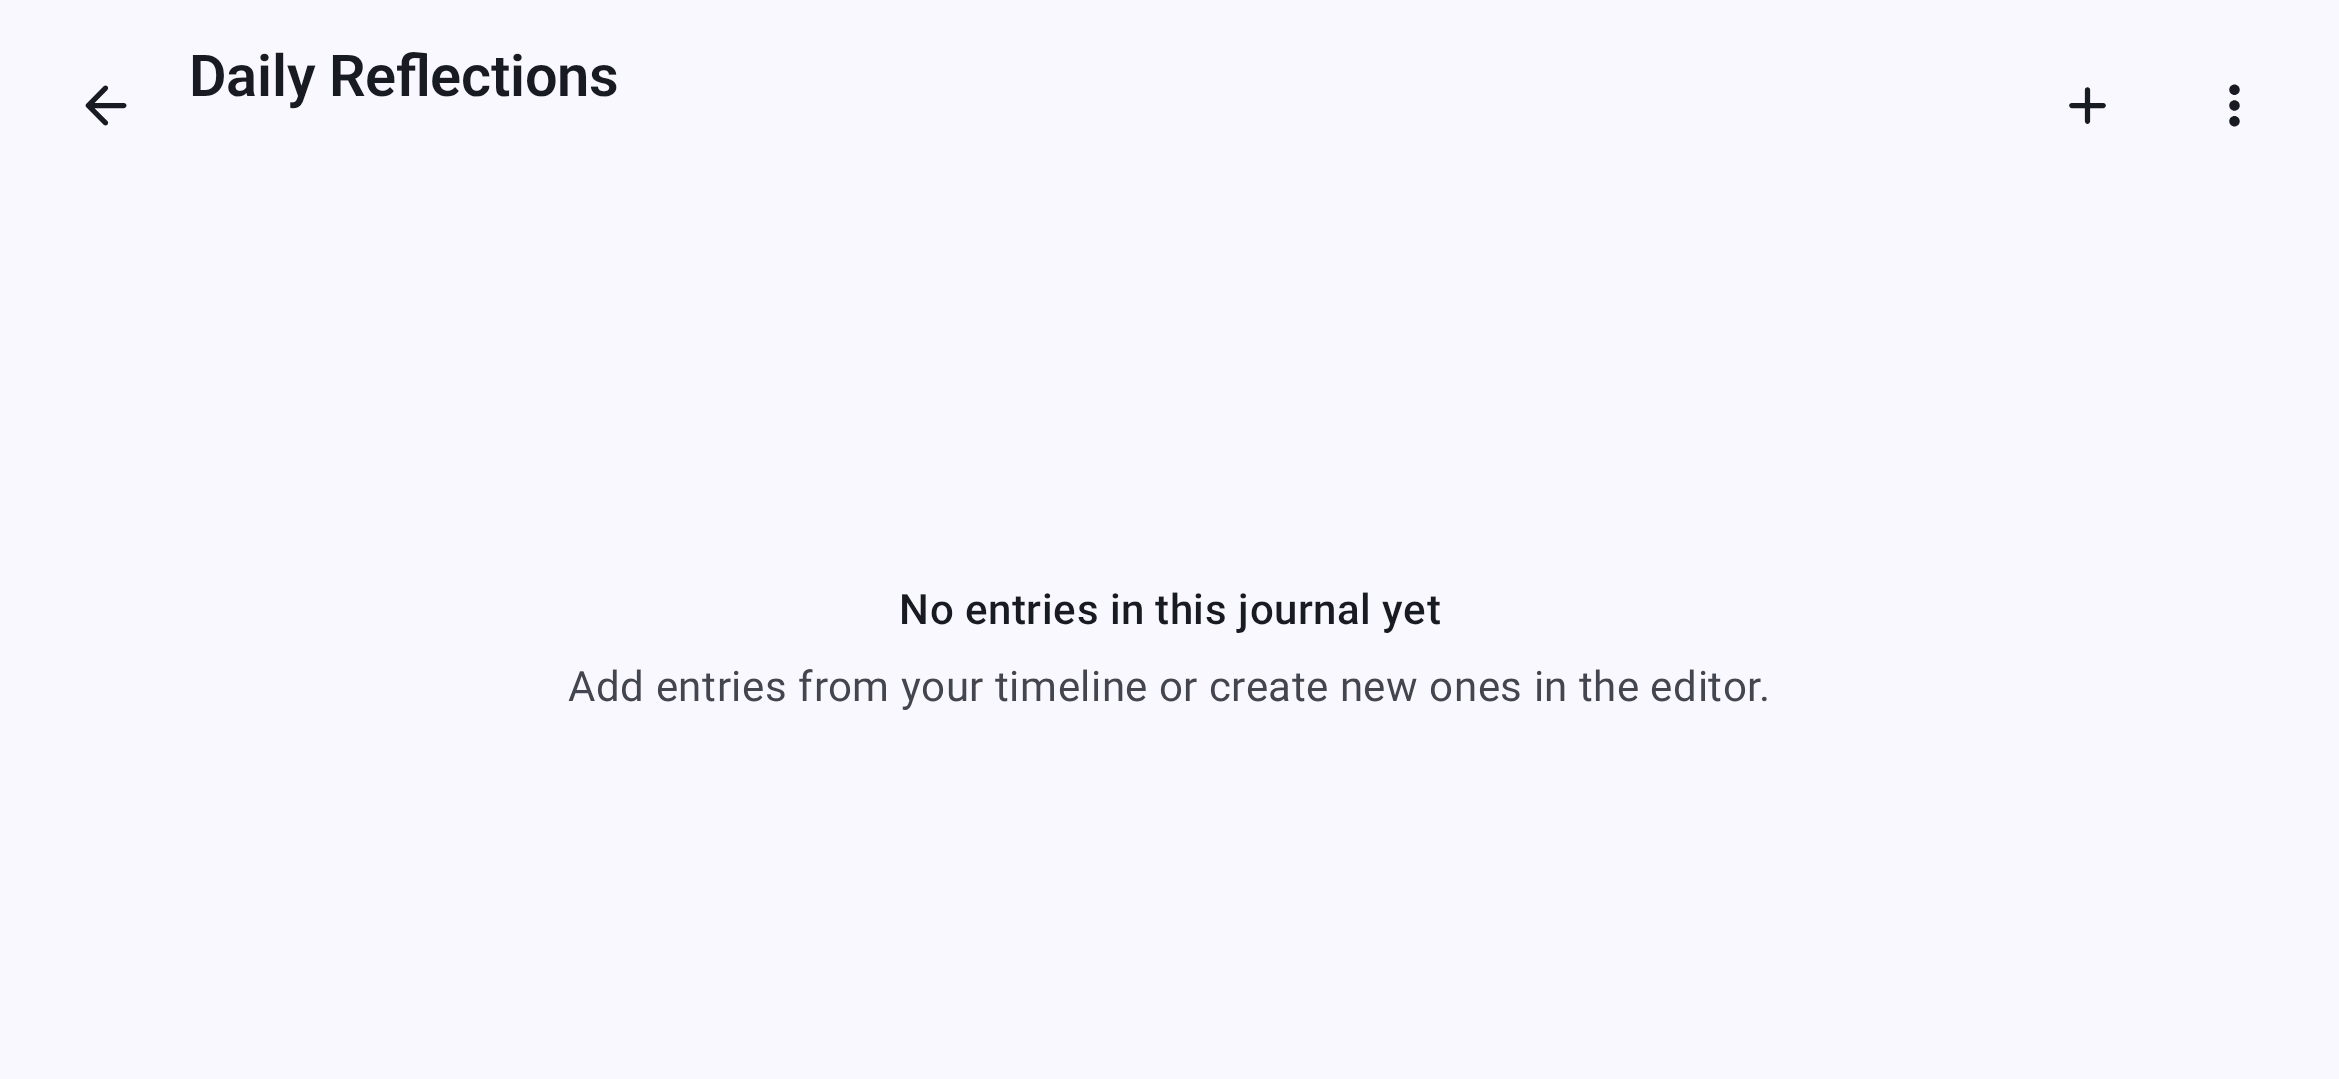 Daily Reflections
No entries in this journal yet
Add entries from your timeline or create new ones in the editor.